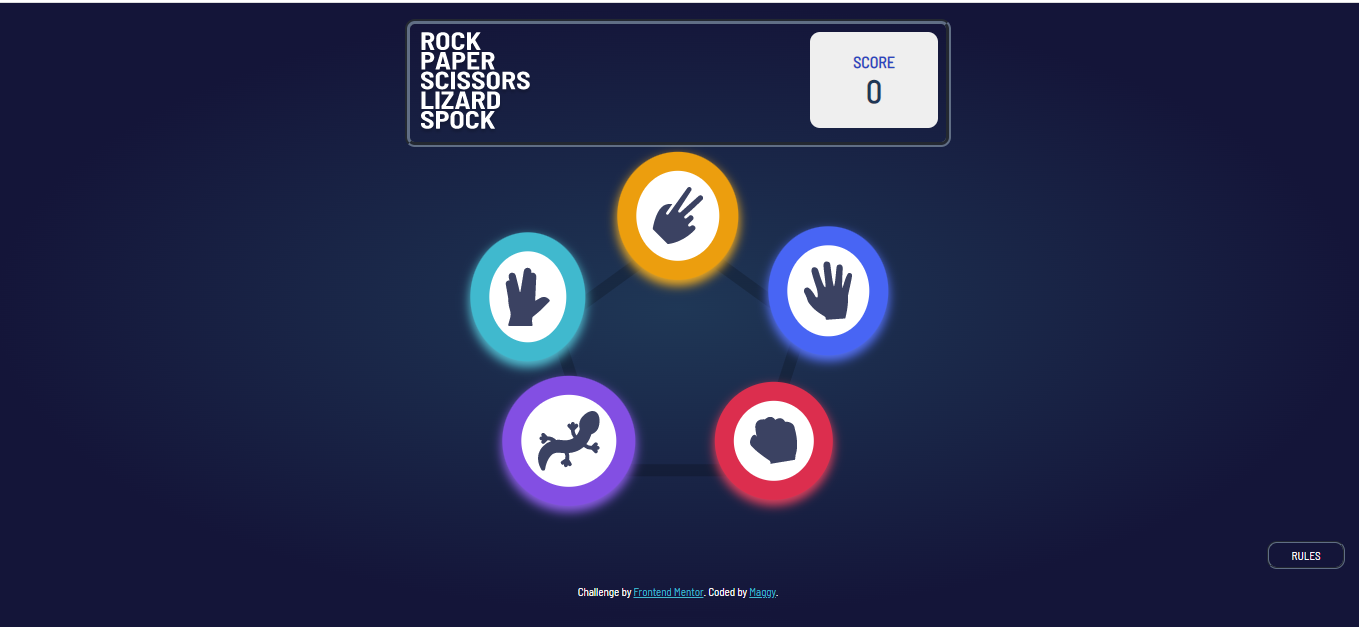 ROCK
PAPER
SCISSORS
LIZARD
SPOCK
SCORE
0
RULES
Challenge by Frontend Mentor. Coded by Maggy.